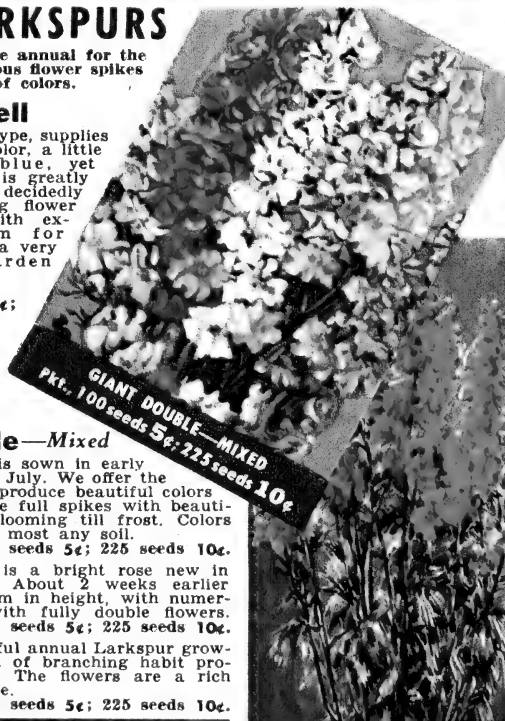 RKSPURS
e annual for the
ous flower spikes
of colors.
ell
ype, supplies
olor, a little
blue, yet
is greatly
decidedly
g flower
ith ex-
m for
a very
rden
¢;
GIANT DOUBLE—MIXED
Pkt., 100 seeds 5¢; 225 seeds 10¢
le—Mixed
is sown in early
July. We offer the
produce beautiful colors
e full spikes with beauti-
looming till frost. Colors
most any soil.
seeds 5¢; 225 seeds 10¢.
is a bright rose new in
About 2 weeks earlier
m in height, with numer-
ith fully double flowers.
seeds 5¢; 225 seeds 10¢.
ful annual Larkspur grow-
of branching habit pro-
The flowers are a rich
e.
seeds 5¢; 225 seeds 10¢.